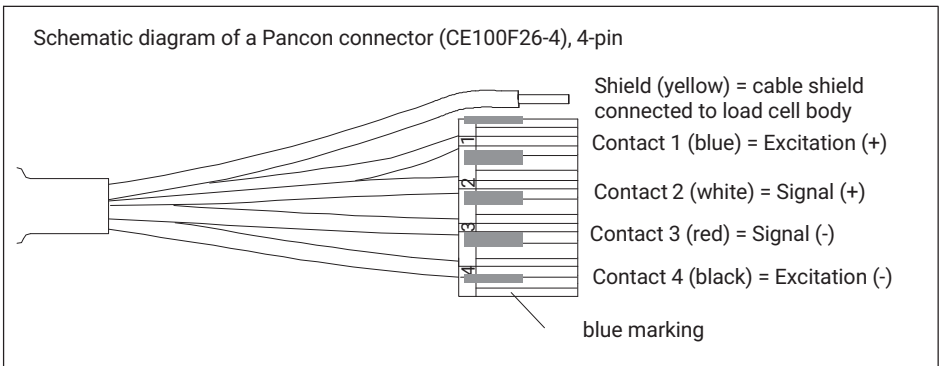 Schematic diagram of a Pancon connector (CE100F26-4), 4-pin
Shield (yellow) = cable shield
connected to load cell body
1
Contact 1 (blue) = Excitation (+)
2
Contact 2 (white) = Signal (+)
3
Contact 3 (red) = Signal (-)
4
Contact 4 (black) = Excitation (-)
blue marking